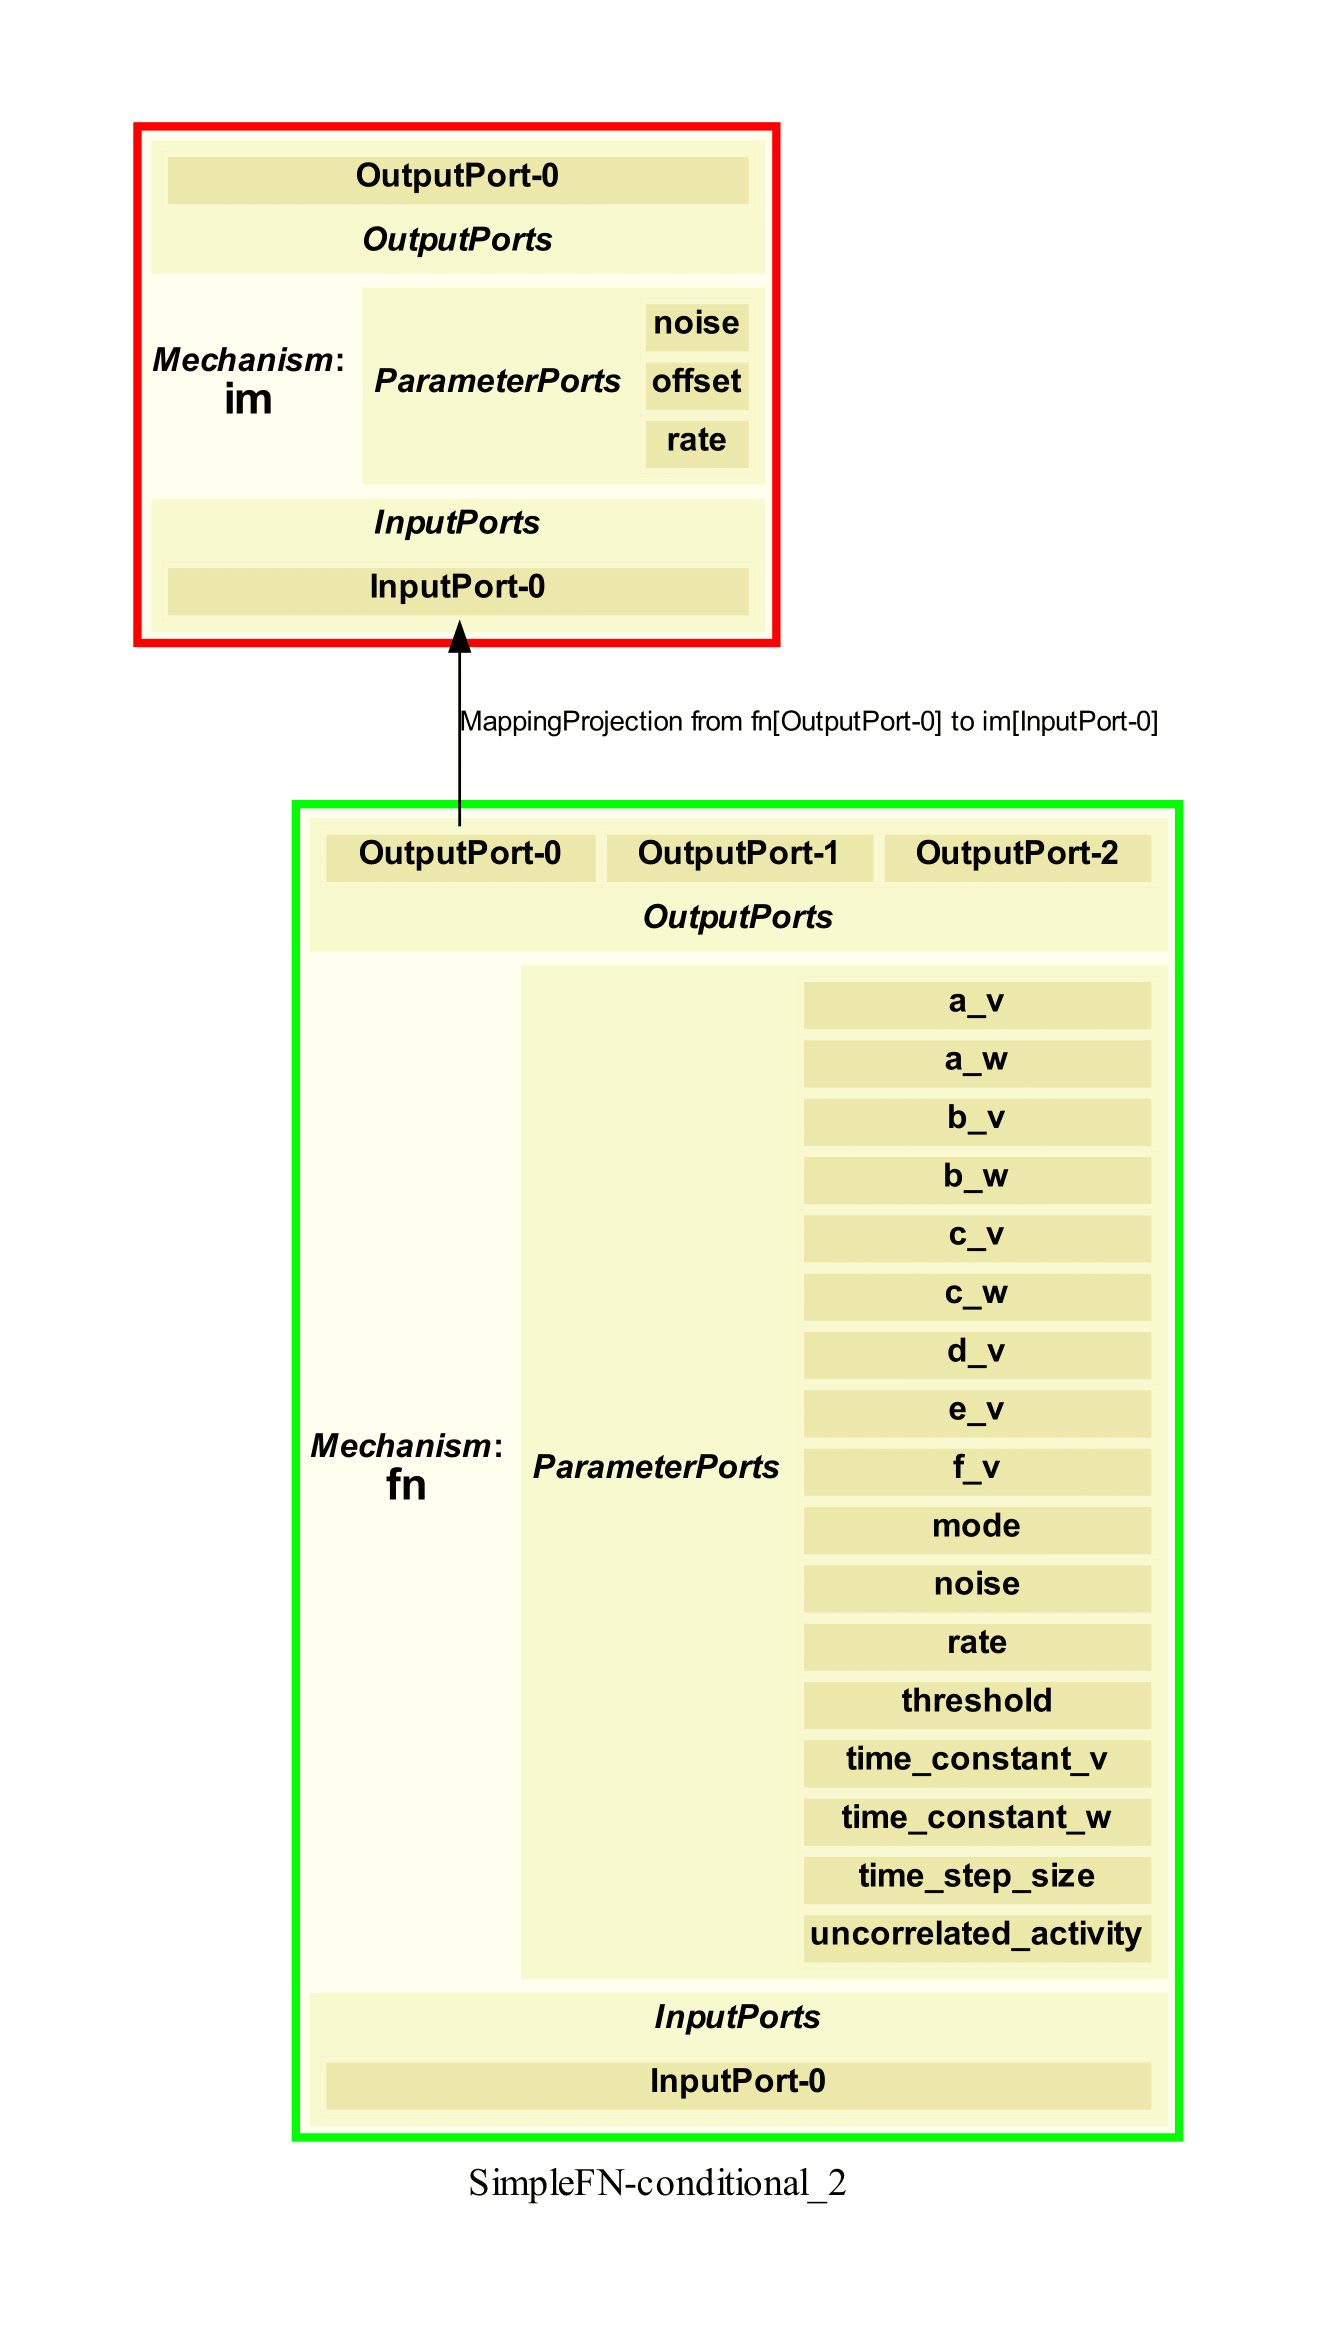 OutputPort-0
OutputPorts
Mechanism:
im
ParameterPorts
noise
offset
rate
InputPorts
InputPort-0
MappingProjection from fn[OutputPort-0] to im[InputPort-0]
OutputPort-0 OutputPort-1 OutputPort-2
OutputPorts
Mechanism:
fn
ParameterPorts
a_v
a_w
b_v
b_w
c_v
c_w
d_v
e_v
f_v
mode
noise
rate
threshold
time_constant_v
time_constant_w
time_step_size
uncorrelated_activity
InputPorts
InputPort-0
SimpleFN-conditional_2